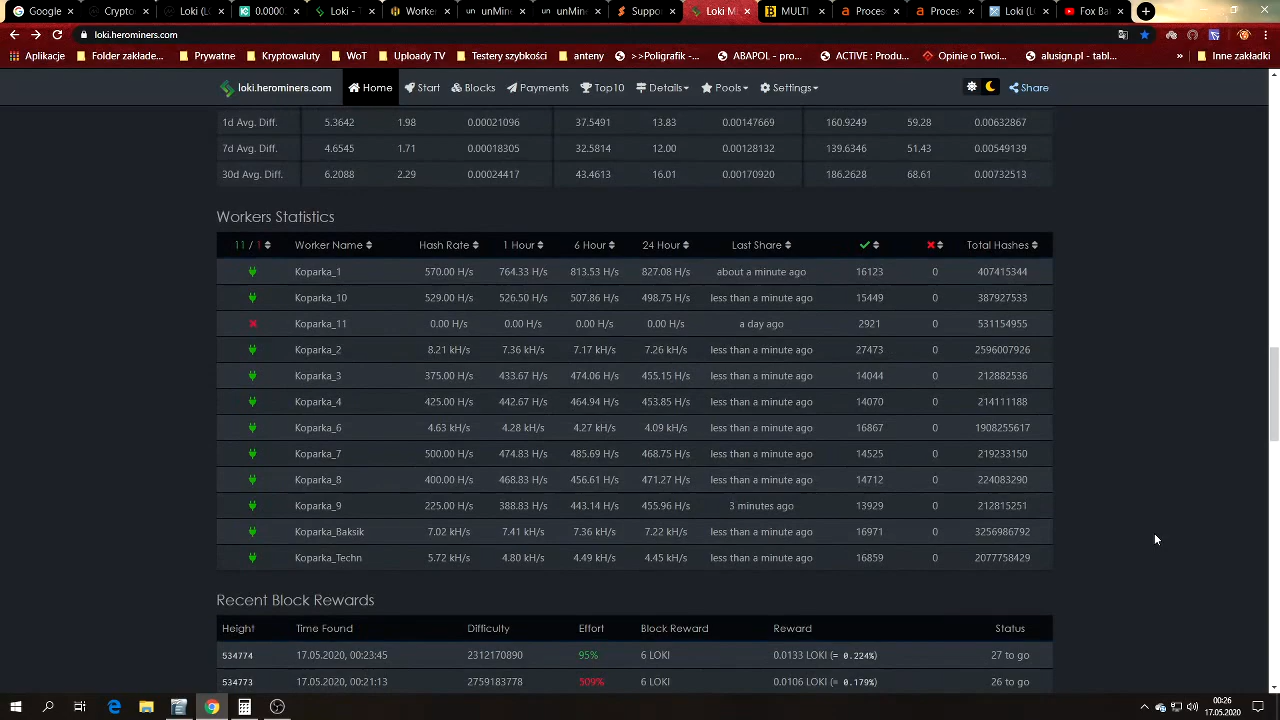 Google
Crypto
Loki (L
0.0000
Loki - T
Worker
unMine
unMine
Suppo
Loki Mi
MULTI
Proces
Proces
Loki (L
Fox Ba
loki.herominers.com
Aplikacje
Folder zakłade...
Prywatne
Kryptowaluty
WoT
Uploady TV
Testery szybkości
anteny
>>Poligrafik -...
ABAPOL - pro...
ACTIVE : Produ...
Opinie o Twoi...
alusign.pl - tabl...
»
Inne zakładki
loki.herominers.com
Home
Start
Blocks
Payments
Top10
Details
Pools
Settings
Share
1d Avg. Diff. 5.3642 1.98 0.00021096 37.5491 13.83 0.00147669 160.9249 59.28 0.00632867
7d Avg. Diff. 4.6545 1.71 0.00018305 32.5814 12.00 0.00128132 139.6346 51.43 0.00549139
30d Avg. Diff. 6.2088 2.29 0.00024417 43.4613 16.01 0.00170920 186.2628 68.61 0.00732513
Workers Statistics
11 / 1 Worker Name Hash Rate 1 Hour 6 Hour 24 Hour Last Share Total Hashes
Koparka_1 570.00 H/s 764.33 H/s 813.53 H/s 827.08 H/s about a minute ago 16123 0 407415344
Koparka_10 529.00 H/s 526.50 H/s 507.86 H/s 498.75 H/s less than a minute ago 15449 0 387927533
Koparka_11 0.00 H/s 0.00 H/s 0.00 H/s 0.00 H/s a day ago 2921 0 531154955
Koparka_2 8.21 kH/s 7.36 kH/s 7.17 kH/s 7.26 kH/s less than a minute ago 27473 0 2596007926
Koparka_3 375.00 H/s 433.67 H/s 474.06 H/s 455.15 H/s less than a minute ago 14044 0 212882536
Koparka_4 425.00 H/s 442.67 H/s 464.94 H/s 453.85 H/s less than a minute ago 14070 0 214111188
Koparka_6 4.63 kH/s 4.28 kH/s 4.27 kH/s 4.09 kH/s less than a minute ago 16867 0 1908255617
Koparka_7 500.00 H/s 474.83 H/s 485.69 H/s 468.75 H/s less than a minute ago 14525 0 219233150
Koparka_8 400.00 H/s 468.83 H/s 456.61 H/s 471.27 H/s less than a minute ago 14712 0 224083290
Koparka_9 225.00 H/s 388.83 H/s 443.14 H/s 455.96 H/s 3 minutes ago 13929 0 212815251
Koparka_Baksik 7.02 kH/s 7.41 kH/s 7.36 kH/s 7.22 kH/s less than a minute ago 16971 0 3256986792
Koparka_Techn 5.72 kH/s 4.80 kH/s 4.49 kH/s 4.45 kH/s less than a minute ago 16859 0 2077758429
Recent Block Rewards
Height Time Found Difficulty Effort Block Reward Reward Status
534774 17.05.2020, 00:23:45 2312170890 95% 6 LOKI 0.0133 LOKI (= 0.224%) 27 to go
534773 17.05.2020, 00:21:13 2759183778 509% 6 LOKI 0.0106 LOKI (= 0.179%) 26 to go
00:26
17.05.2020